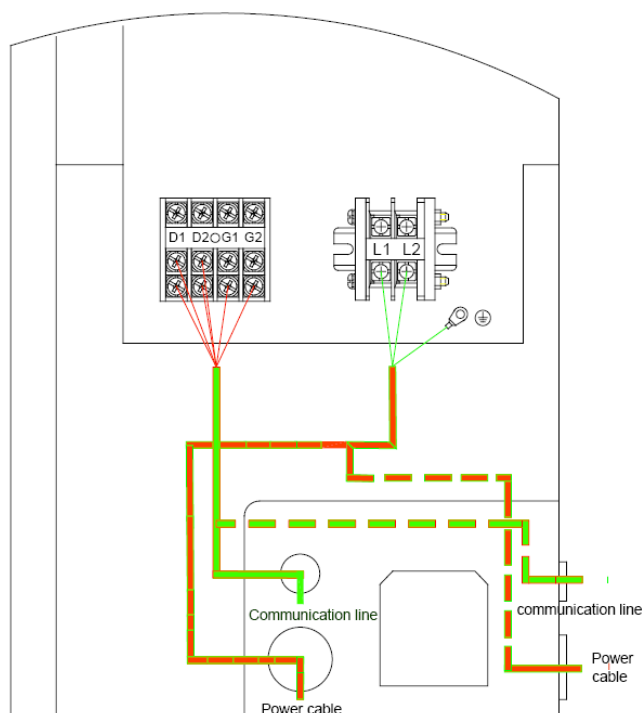 D1 D2 G1 G2
L1 L2
Communication line
communication line
Power
cable
Power cable